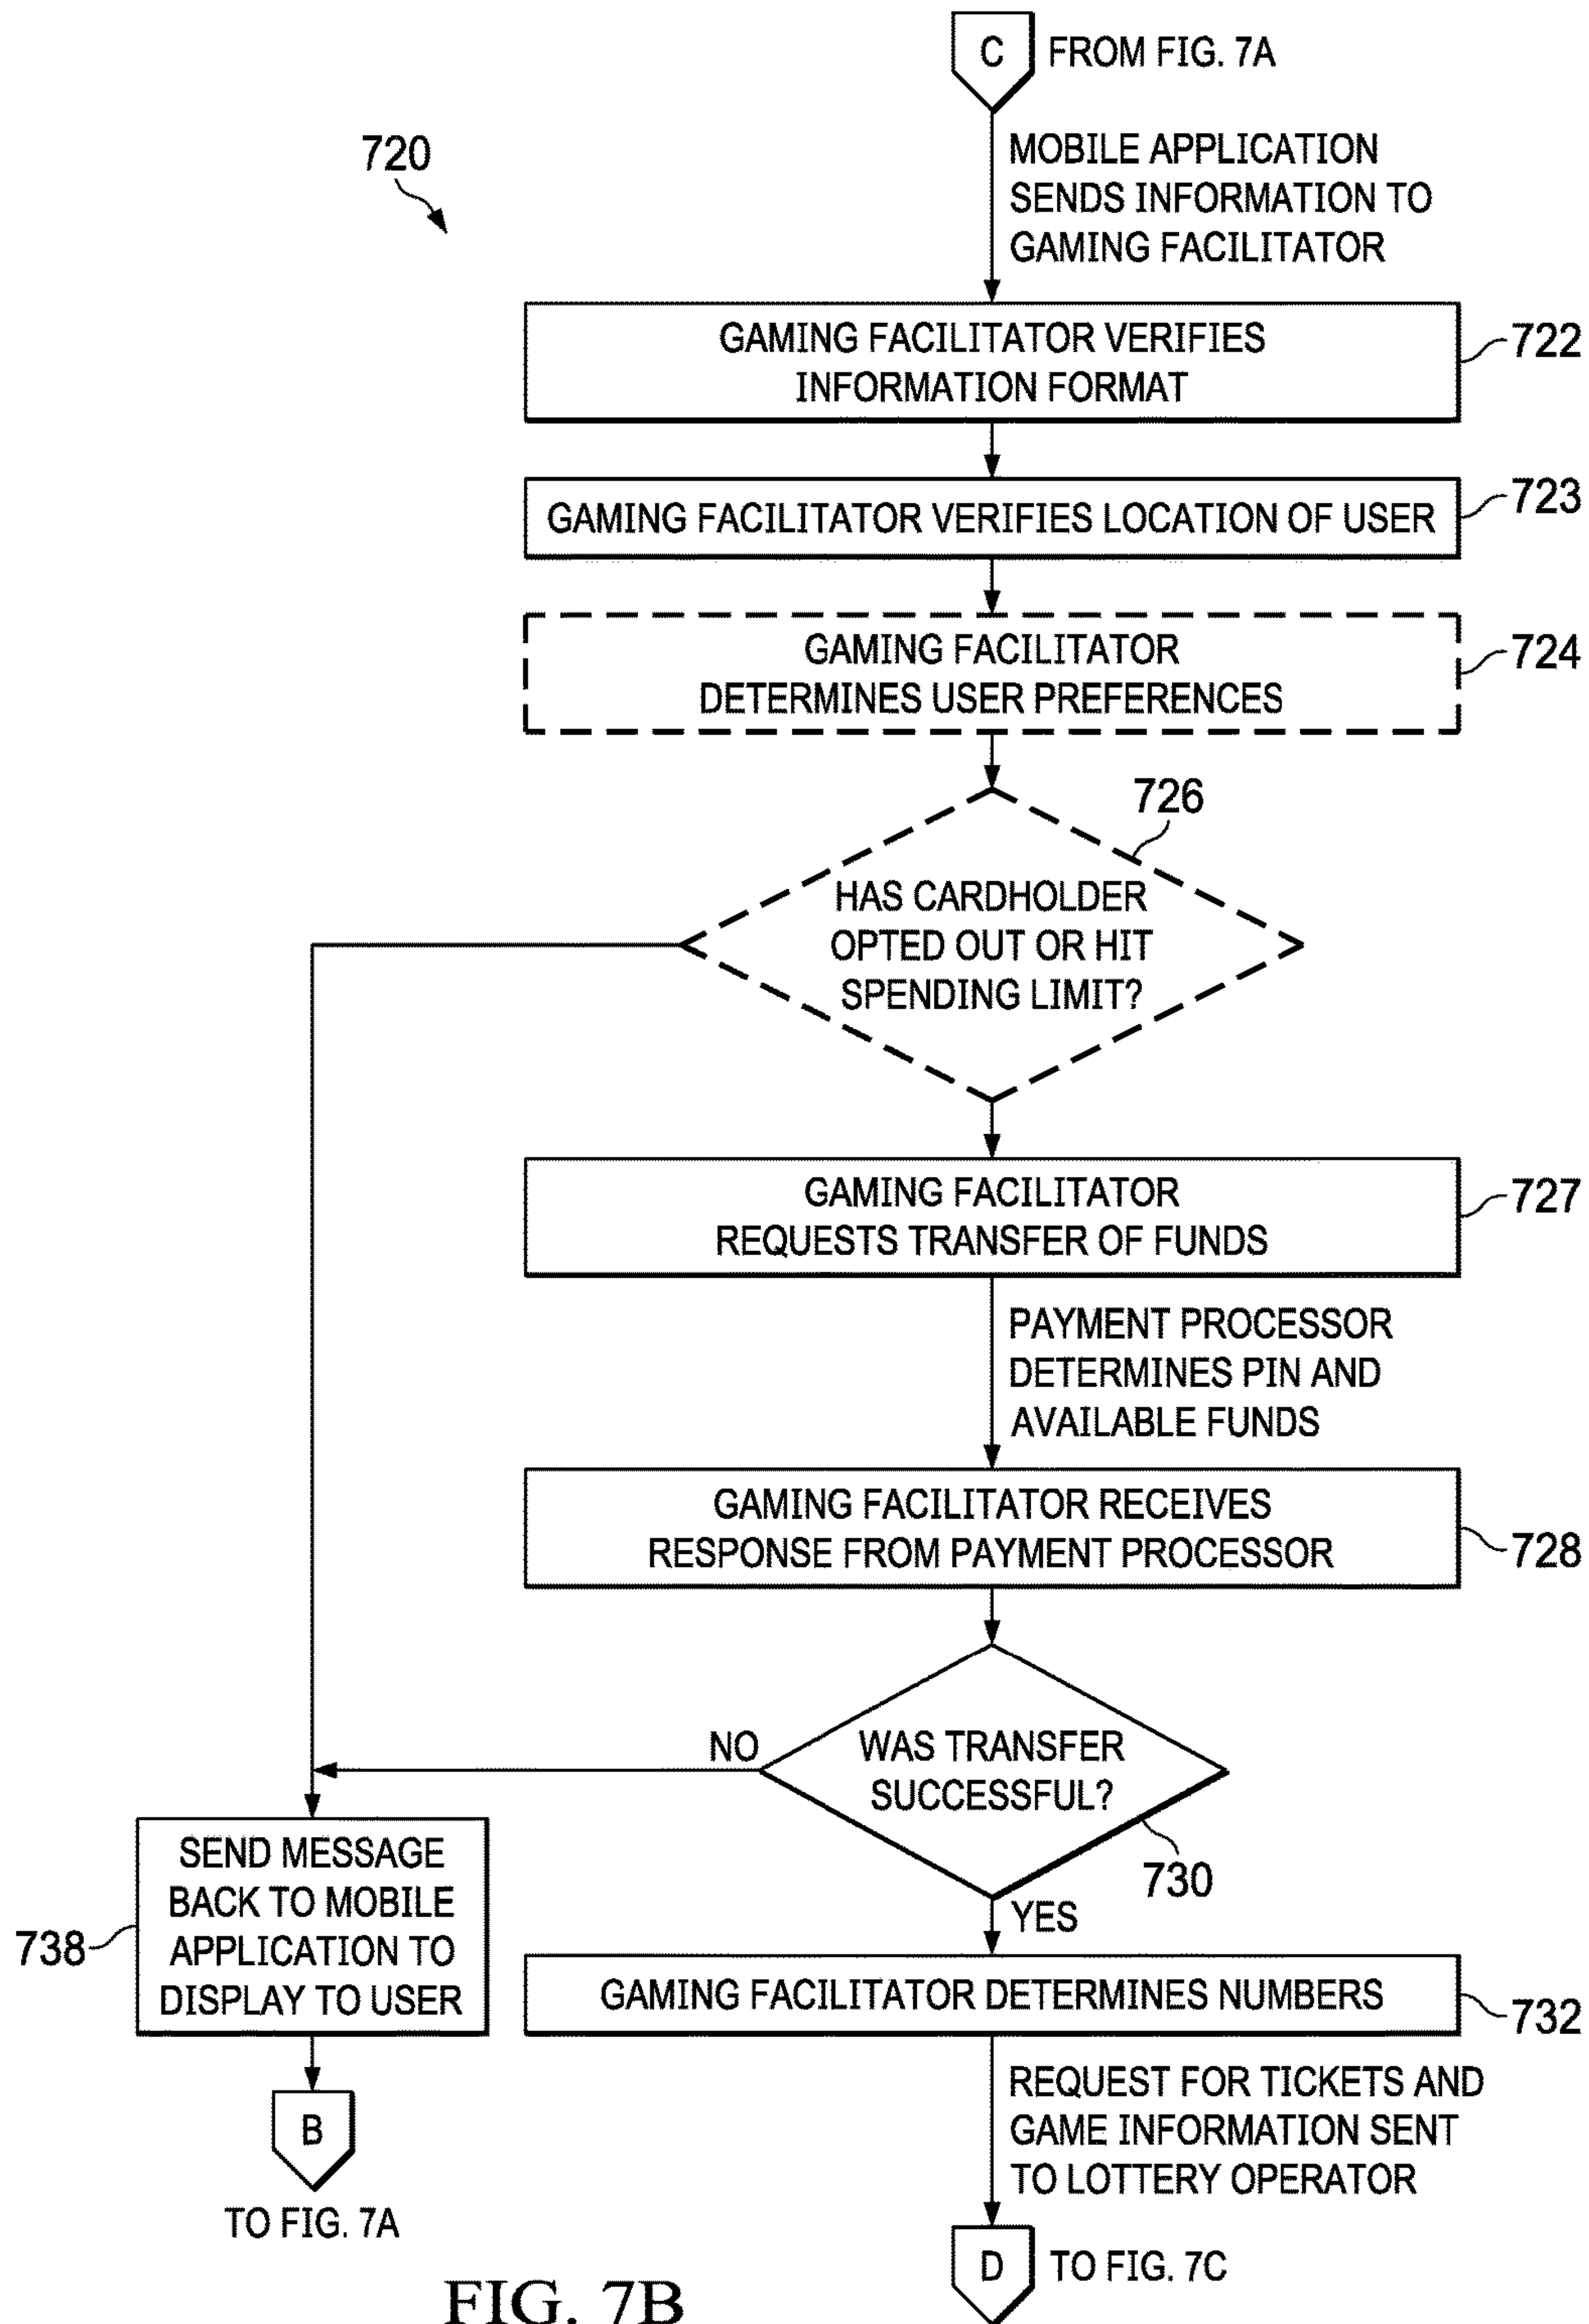 C
FROM FIG. 7A
720
MOBILE APPLICATION
SENDS INFORMATION TO
GAMING FACILITATOR
GAMING FACILITATOR VERIFIES
INFORMATION FORMAT
722
GAMING FACILITATOR VERIFIES LOCATION OF USER
723
GAMING FACILITATOR
DETERMINES USER PREFERENCES
724
726
HAS CARDHOLDER
OPTED OUT OR HIT
SPENDING LIMIT?
GAMING FACILITATOR
REQUESTS TRANSFER OF FUNDS
727
PAYMENT PROCESSOR
DETERMINES PIN AND
AVAILABLE FUNDS
GAMING FACILITATOR RECEIVES
RESPONSE FROM PAYMENT PROCESSOR
728
NO
WAS TRANSFER
SUCCESSFUL?
730
YES
SEND MESSAGE
BACK TO MOBILE
APPLICATION TO
DISPLAY TO USER
738
GAMING FACILITATOR DETERMINES NUMBERS
732
REQUEST FOR TICKETS AND
GAME INFORMATION SENT
TO LOTTERY OPERATOR
B
TO FIG. 7A
D
TO FIG. 7C
FIG. 7B